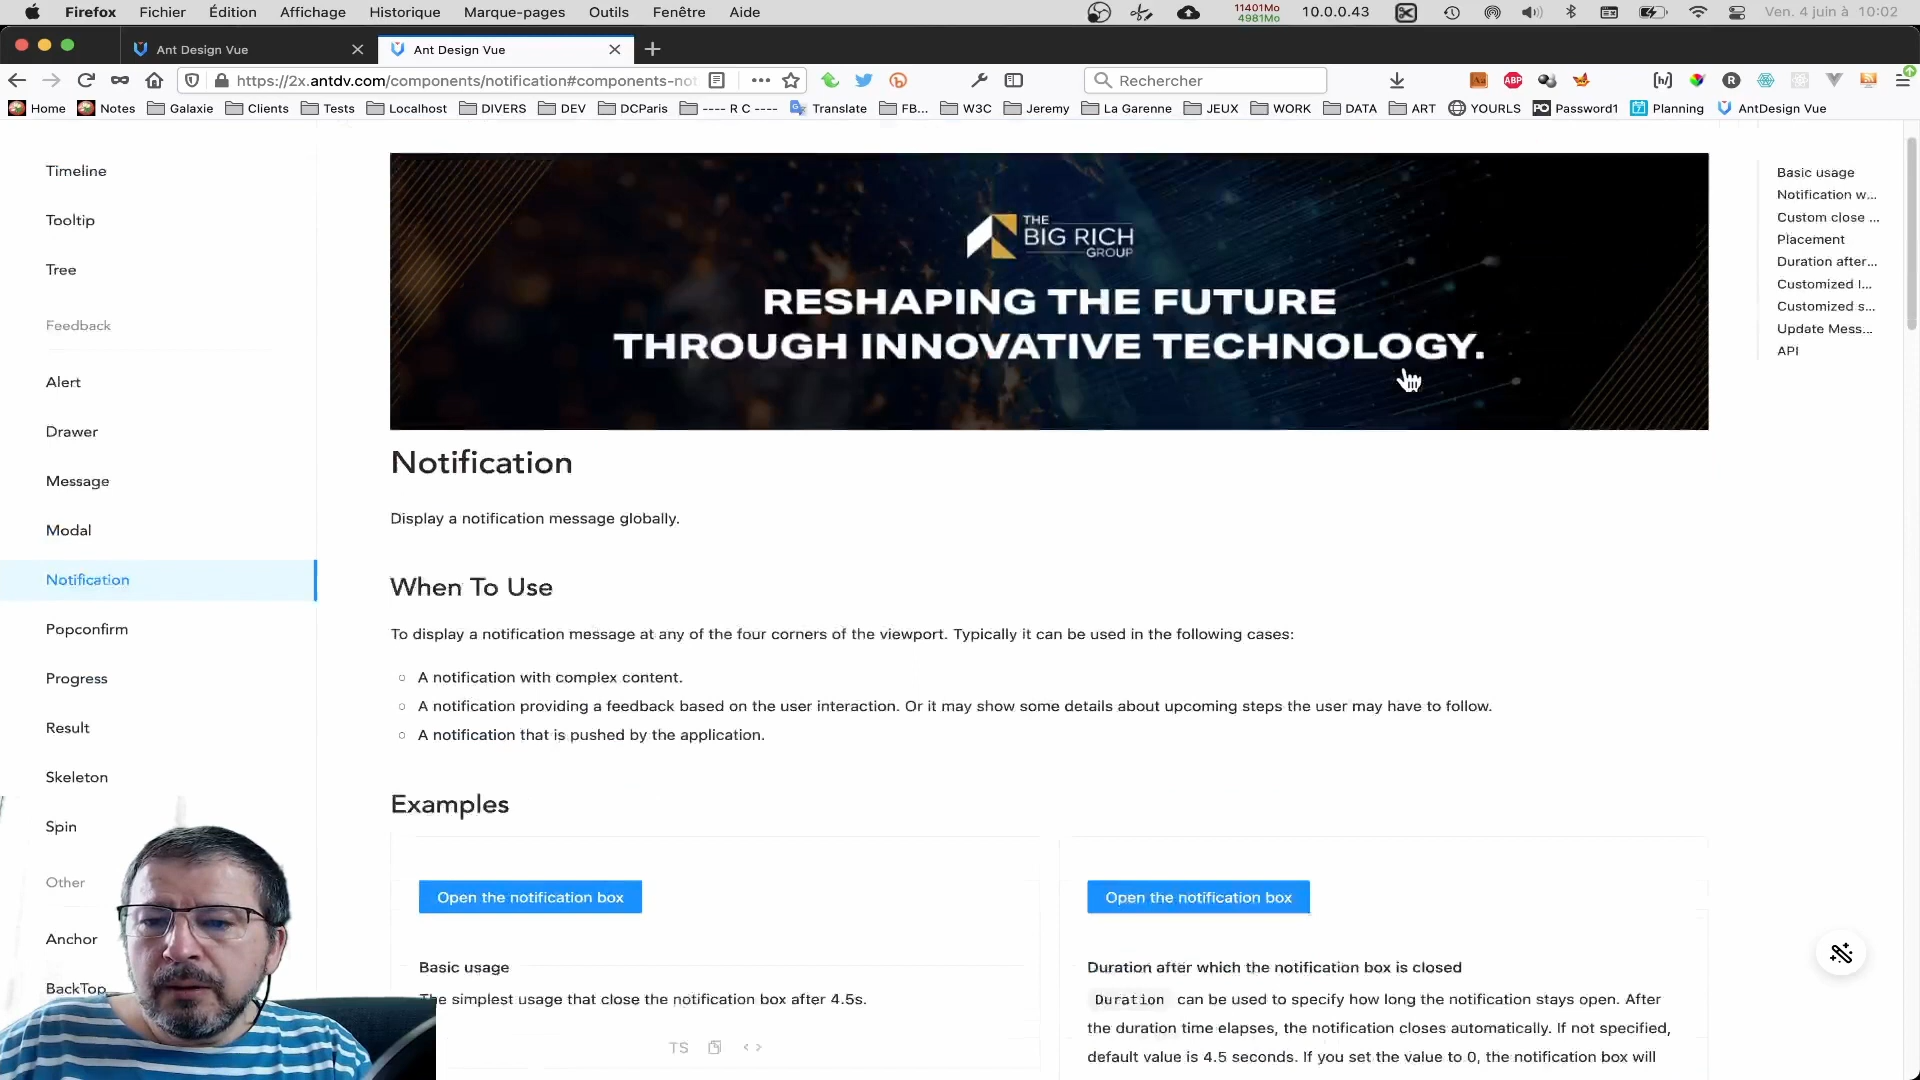 Firefox Fichier Édition Affichage Historique Marque-pages Outils Fenêtre Aide 11401Mo 4981Mo 10.0.0.43 Ven. 4 juin à 10:02
Ant Design Vue Ant Design Vue
https://2x.antdv.com/components/notification#components-not Rechercher
Home Notes Galaxie Clients Tests Localhost DIVERS DEV DCParis ---- R C ---- Translate FB... W3C Jeremy La Garenne JEUX WORK DATA ART YOURLS Password1 Planning AntDesign Vue
Timeline
Tooltip
Tree
Feedback
Alert
Drawer
Message
Modal
Notification
Popconfirm
Progress
Result
Skeleton
Spin
Other
Anchor
BackTop
THE
BIG RICH
GROUP
RESHAPING THE FUTURE
THROUGH INNOVATIVE TECHNOLOGY.
Notification
Display a notification message globally.
When To Use
To display a notification message at any of the four corners of the viewport. Typically it can be used in the following cases:
A notification with complex content.
A notification providing a feedback based on the user interaction. Or it may show some details about upcoming steps the user may have to follow.
A notification that is pushed by the application.
Examples
Open the notification box
Basic usage
The simplest usage that close the notification box after 4.5s.
TS
Open the notification box
Duration after which the notification box is closed
Duration can be used to specify how long the notification stays open. After
the duration time elapses, the notification closes automatically. If not specified,
default value is 4.5 seconds. If you set the value to 0, the notification box will
Basic usage
Notification w...
Custom close ...
Placement
Duration after...
Customized I...
Customized s...
Update Mess...
API